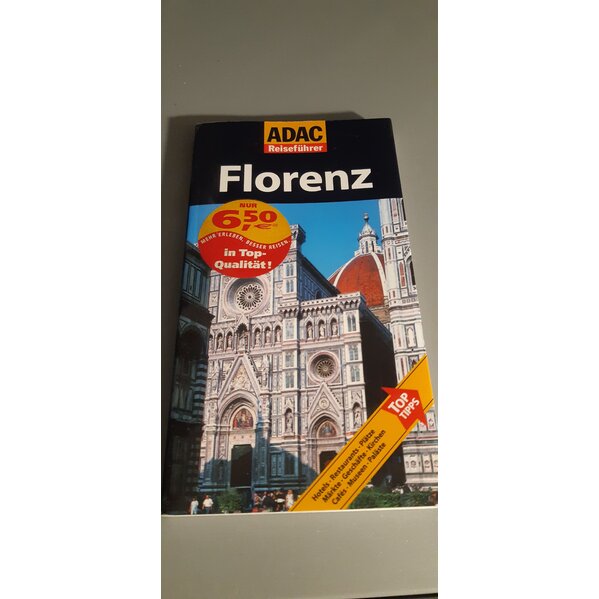 ADAC
Reiseführer
Florenz
NUR
6,50 €
MEHR ERLEBEN, BESSER REISEN.
in Top-
Qualität!
TOP
TIPPS
Hotels · Restaurants · Plätze
Märkte · Geschäfte · Kirchen
Cafés · Museen · Paläste